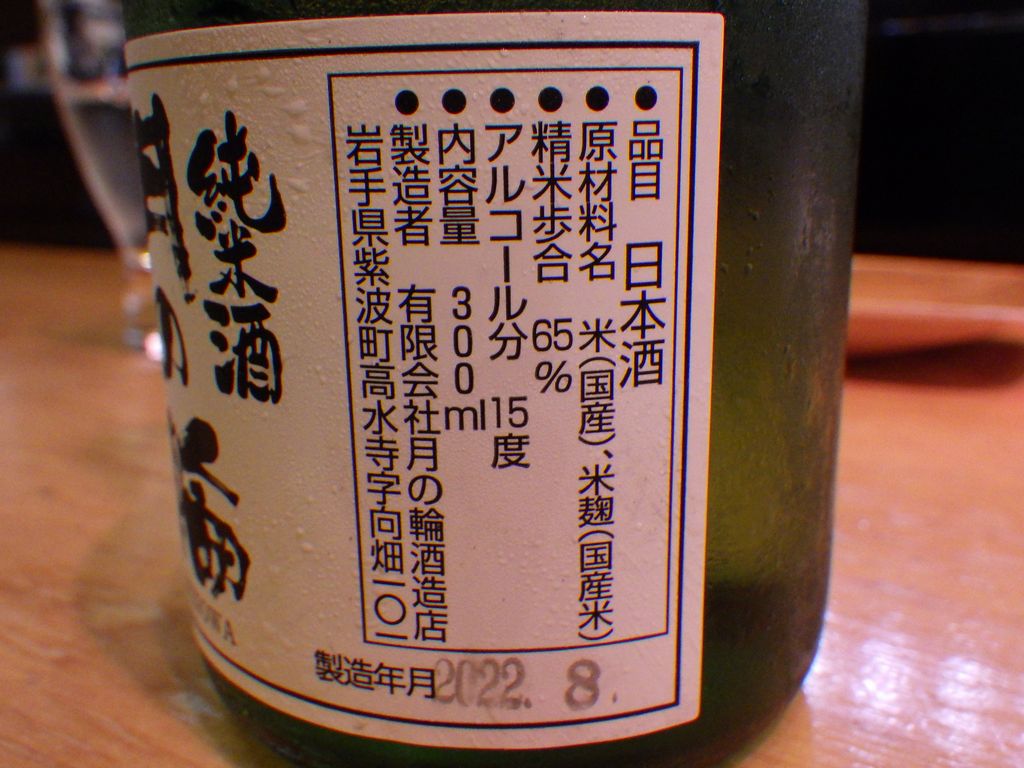 品目 日本酒
原材料名 米(国産)、米麹(国産米)
精米歩合 65%
アルコール分 15度
内容量 300ml
製造者 有限会社月の輪酒造店
岩手県紫波町高水寺字向畑一〇一
製造年月 2022. 8.
純米酒
月の輪